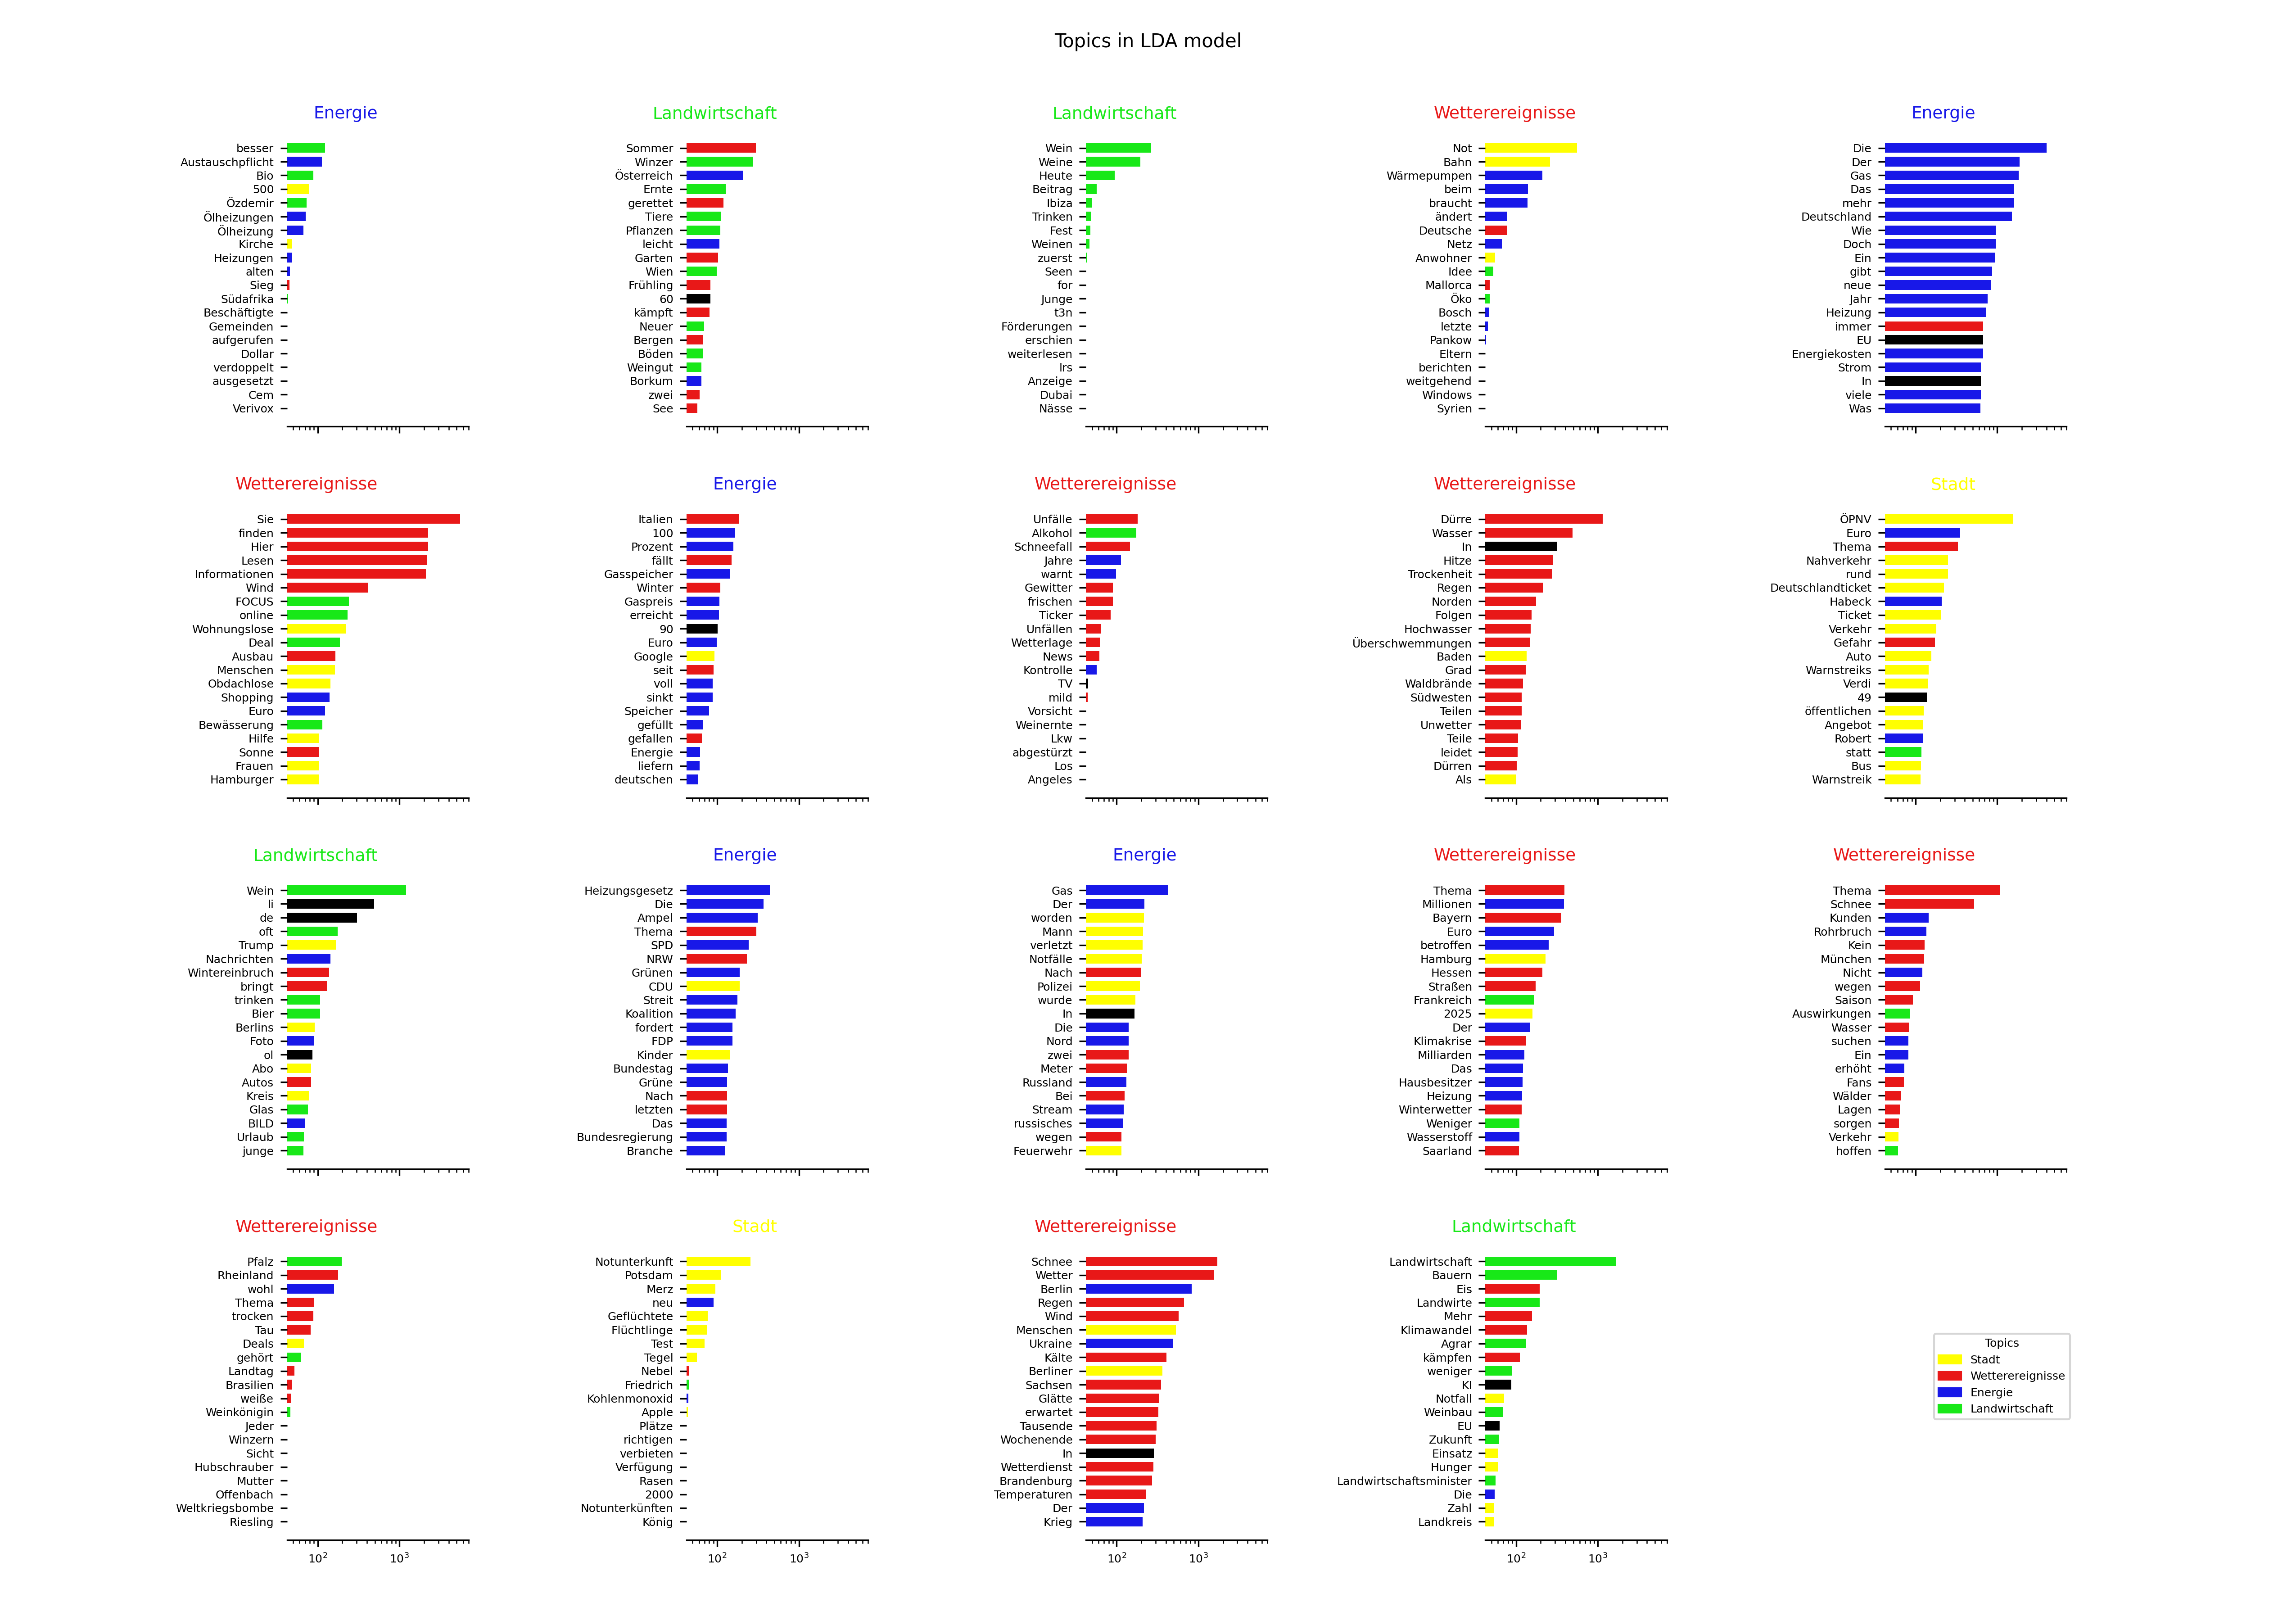 Topics in LDA model
Energie
besser
Austauschpflicht
Bio
500
Özdemir
Ölheizungen
Ölheizung
Kirche
Heizungen
alten
Sieg
Südafrika
Beschäftigte
Gemeinden
aufgerufen
Dollar
verdoppelt
ausgesetzt
Cem
Verivox
Landwirtschaft
Sommer
Winzer
Österreich
Ernte
gerettet
Tiere
Pflanzen
leicht
Garten
Wien
Frühling
60
kämpft
Neuer
Bergen
Böden
Weingut
Borkum
zwei
See
Landwirtschaft
Wein
Weine
Heute
Beitrag
Ibiza
Trinken
Fest
Weinen
zuerst
Seen
for
Junge
t3n
Förderungen
erschien
weiterlesen
Irs
Anzeige
Dubai
Nässe
Wetterereignisse
Not
Bahn
Wärmepumpen
beim
braucht
ändert
Deutsche
Netz
Anwohner
Idee
Mallorca
Öko
Bosch
letzte
Pankow
Eltern
berichten
weitgehend
Windows
Syrien
Energie
Die
Der
Gas
Das
mehr
Deutschland
Wie
Doch
Ein
gibt
neue
Jahr
Heizung
immer
EU
Energiekosten
Strom
In
viele
Was
Wetterereignisse
Sie
finden
Hier
Lesen
Informationen
Wind
FOCUS
online
Wohnungslose
Deal
Ausbau
Menschen
Obdachlose
Shopping
Euro
Bewässerung
Hilfe
Sonne
Frauen
Hamburger
Energie
Italien
100
Prozent
fällt
Gasspeicher
Winter
Gaspreis
erreicht
90
Euro
Google
seit
voll
sinkt
Speicher
gefüllt
gefallen
Energie
liefern
deutschen
Wetterereignisse
Unfälle
Alkohol
Schneefall
Jahre
warnt
Gewitter
frischen
Ticker
Unfällen
Wetterlage
News
Kontrolle
TV
mild
Vorsicht
Weinernte
Lkw
abgestürzt
Los
Angeles
Wetterereignisse
Dürre
Wasser
In
Hitze
Trockenheit
Regen
Norden
Folgen
Hochwasser
Überschwemmungen
Baden
Grad
Waldbrände
Südwesten
Teilen
Unwetter
Teile
leidet
Dürren
Als
Stadt
ÖPNV
Euro
Thema
Nahverkehr
rund
Deutschlandticket
Habeck
Ticket
Verkehr
Gefahr
Auto
Warnstreiks
Verdi
49
öffentlichen
Angebot
Robert
statt
Bus
Warnstreik
Landwirtschaft
Wein
li
de
oft
Trump
Nachrichten
Wintereinbruch
bringt
trinken
Bier
Berlins
Foto
ol
Abo
Autos
Kreis
Glas
BILD
Urlaub
junge
Energie
Heizungsgesetz
Die
Ampel
Thema
SPD
NRW
Grünen
CDU
Streit
Koalition
fordert
FDP
Kinder
Bundestag
Grüne
Nach
letzten
Das
Bundesregierung
Branche
Energie
Gas
Der
worden
Mann
verletzt
Notfälle
Nach
Polizei
wurde
In
Die
Nord
zwei
Meter
Russland
Bei
Stream
russisches
wegen
Feuerwehr
Wetterereignisse
Thema
Millionen
Bayern
Euro
betroffen
Hamburg
Hessen
Straßen
Frankreich
2025
Der
Klimakrise
Milliarden
Das
Hausbesitzer
Heizung
Winterwetter
Weniger
Wasserstoff
Saarland
Wetterereignisse
Thema
Schnee
Kunden
Rohrbruch
Kein
München
Nicht
wegen
Saison
Auswirkungen
Wasser
suchen
Ein
erhöht
Fans
Wälder
Lagen
sorgen
Verkehr
hoffen
Wetterereignisse
Pfalz
Rheinland
wohl
Thema
trocken
Tau
Deals
gehört
Landtag
Brasilien
weiße
Weinkönigin
Jeder
Winzern
Sicht
Hubschrauber
Mutter
Offenbach
Weltkriegsbombe
Riesling
10² 10³
Stadt
Notunterkunft
Potsdam
Merz
neu
Geflüchtete
Flüchtlinge
Test
Tegel
Nebel
Friedrich
Kohlenmonoxid
Apple
Plätze
richtigen
verbieten
Verfügung
Rasen
2000
Notunterkünften
König
10² 10³
Wetterereignisse
Schnee
Wetter
Berlin
Regen
Wind
Menschen
Ukraine
Kälte
Berliner
Sachsen
Glätte
erwartet
Tausende
Wochenende
In
Wetterdienst
Brandenburg
Temperaturen
Der
Krieg
10² 10³
Landwirtschaft
Landwirtschaft
Bauern
Eis
Landwirte
Mehr
Klimawandel
Agrar
kämpfen
weniger
KI
Notfall
Weinbau
EU
Zukunft
Einsatz
Hunger
Landwirtschaftsminister
Die
Zahl
Landkreis
10² 10³
Topics
Stadt
Wetterereignisse
Energie
Landwirtschaft